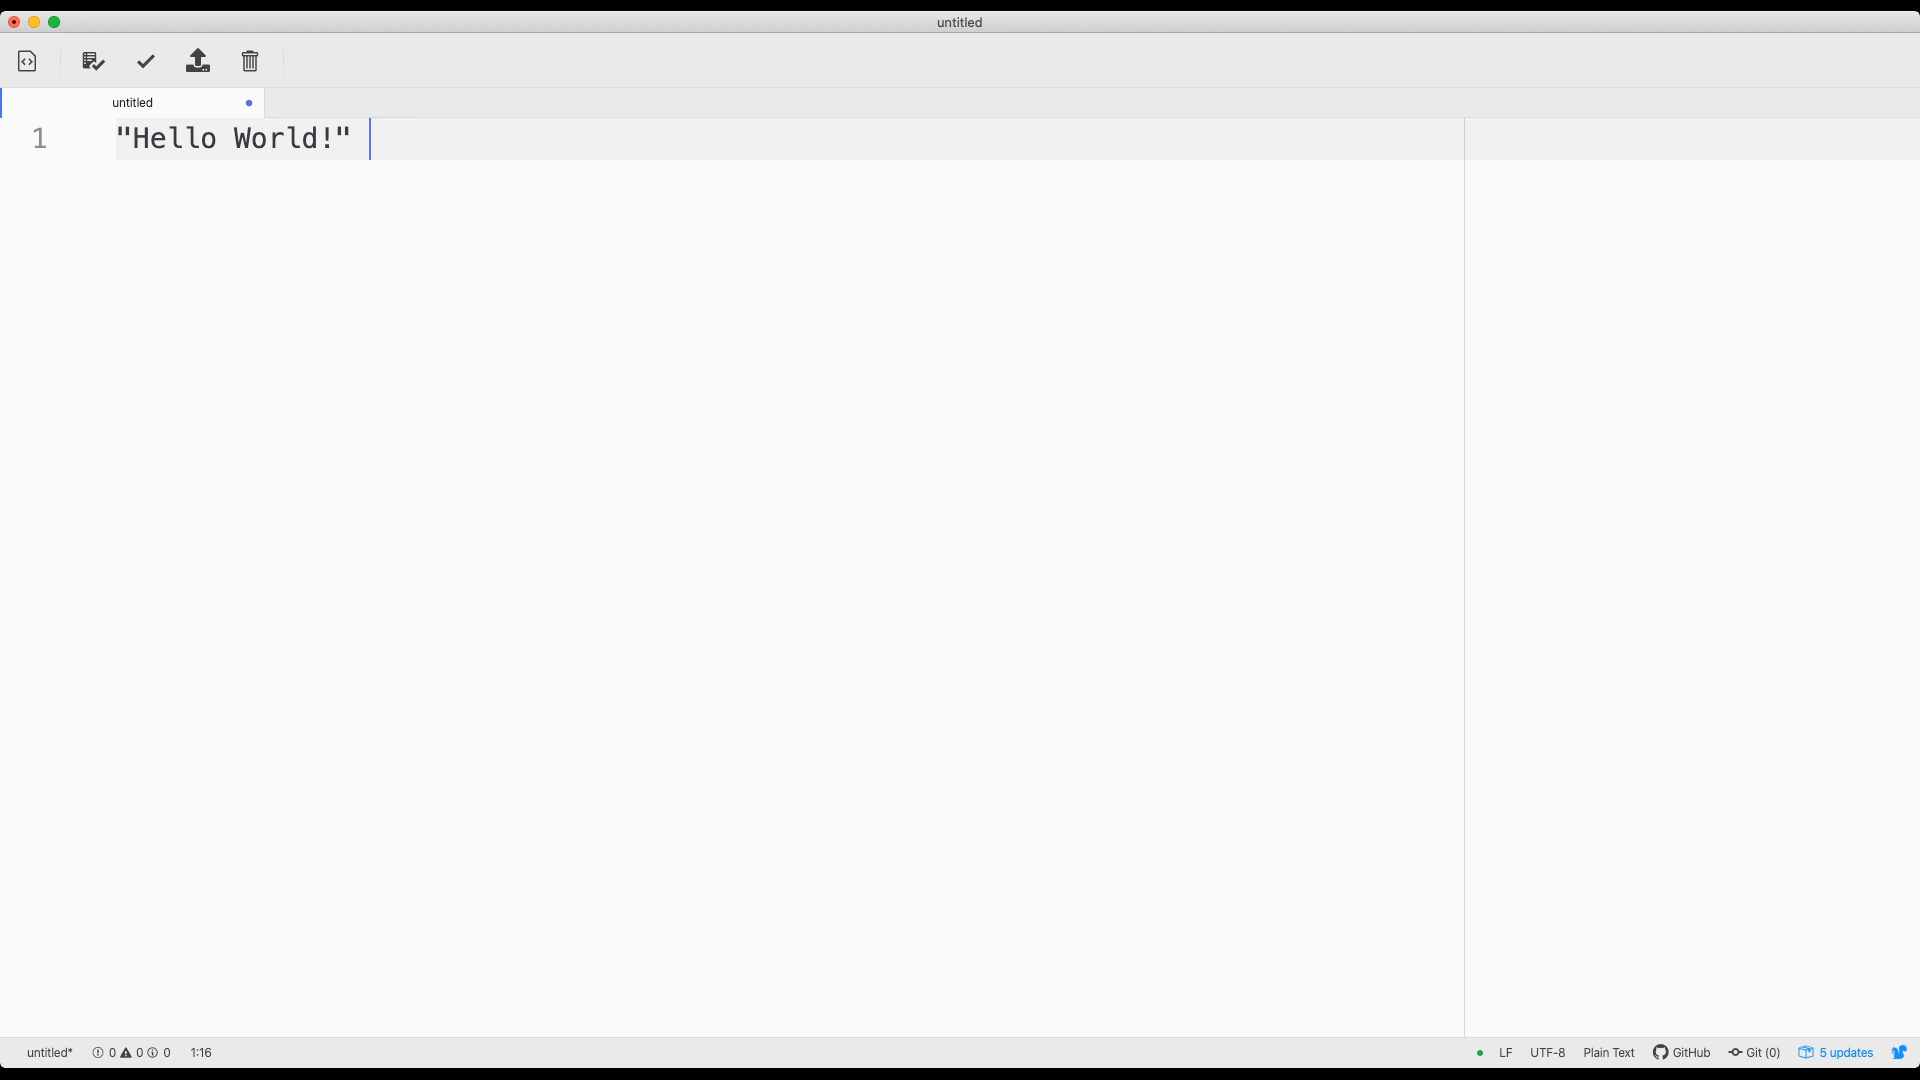 untitled
untitled
1 "Hello World!"
untitled* 0 0 0 1:16 LF UTF-8 Plain Text GitHub Git (0) 5 updates